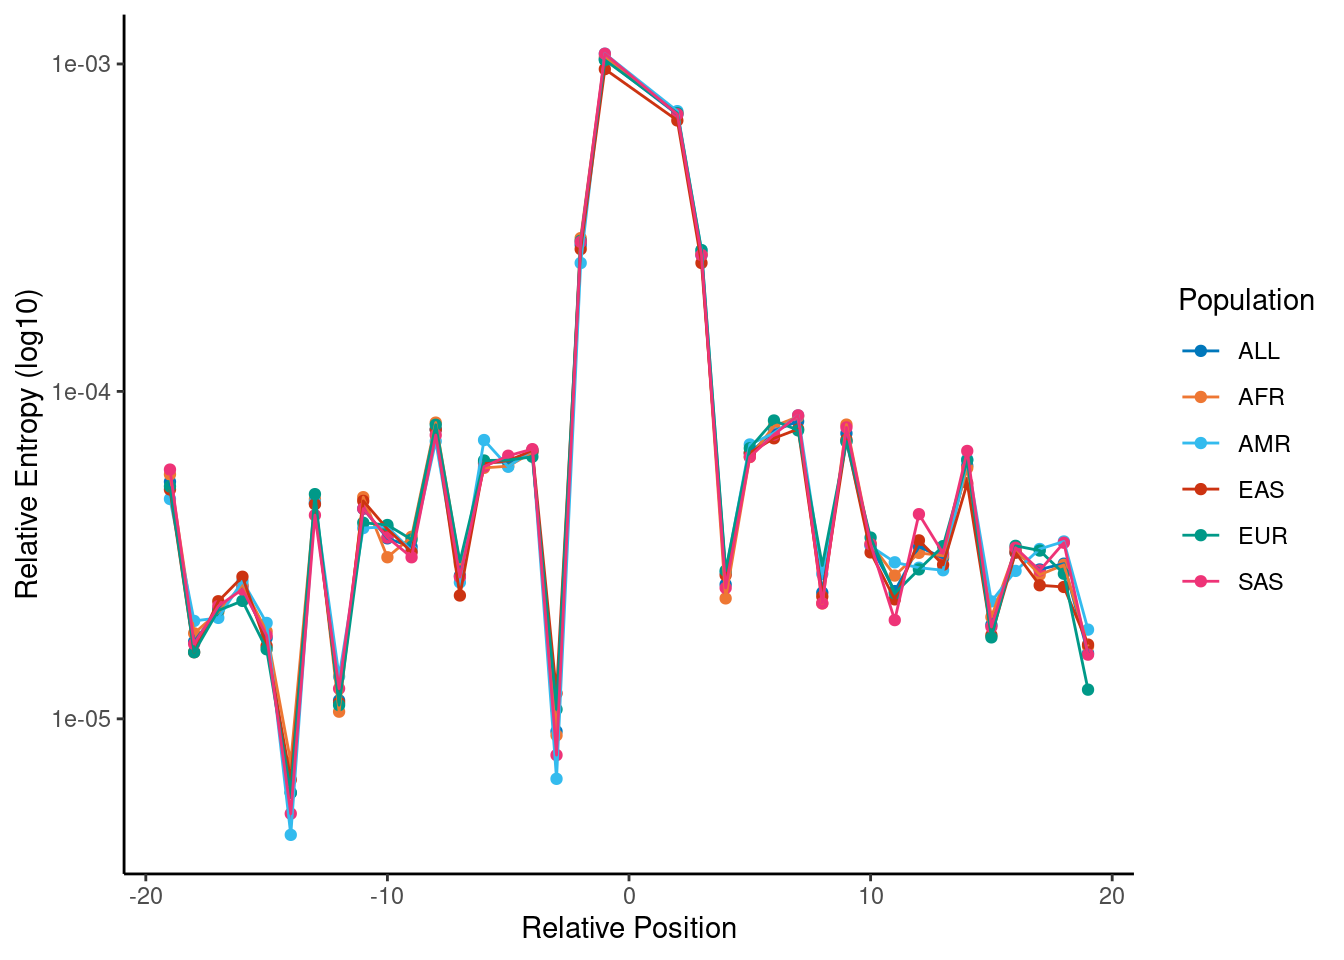 Relative Entropy (log10)
1e-03
1e-04
1e-05
-20
-10
0
10
20
Relative Position
Population
ALL
AFR
AMR
EAS
EUR
SAS